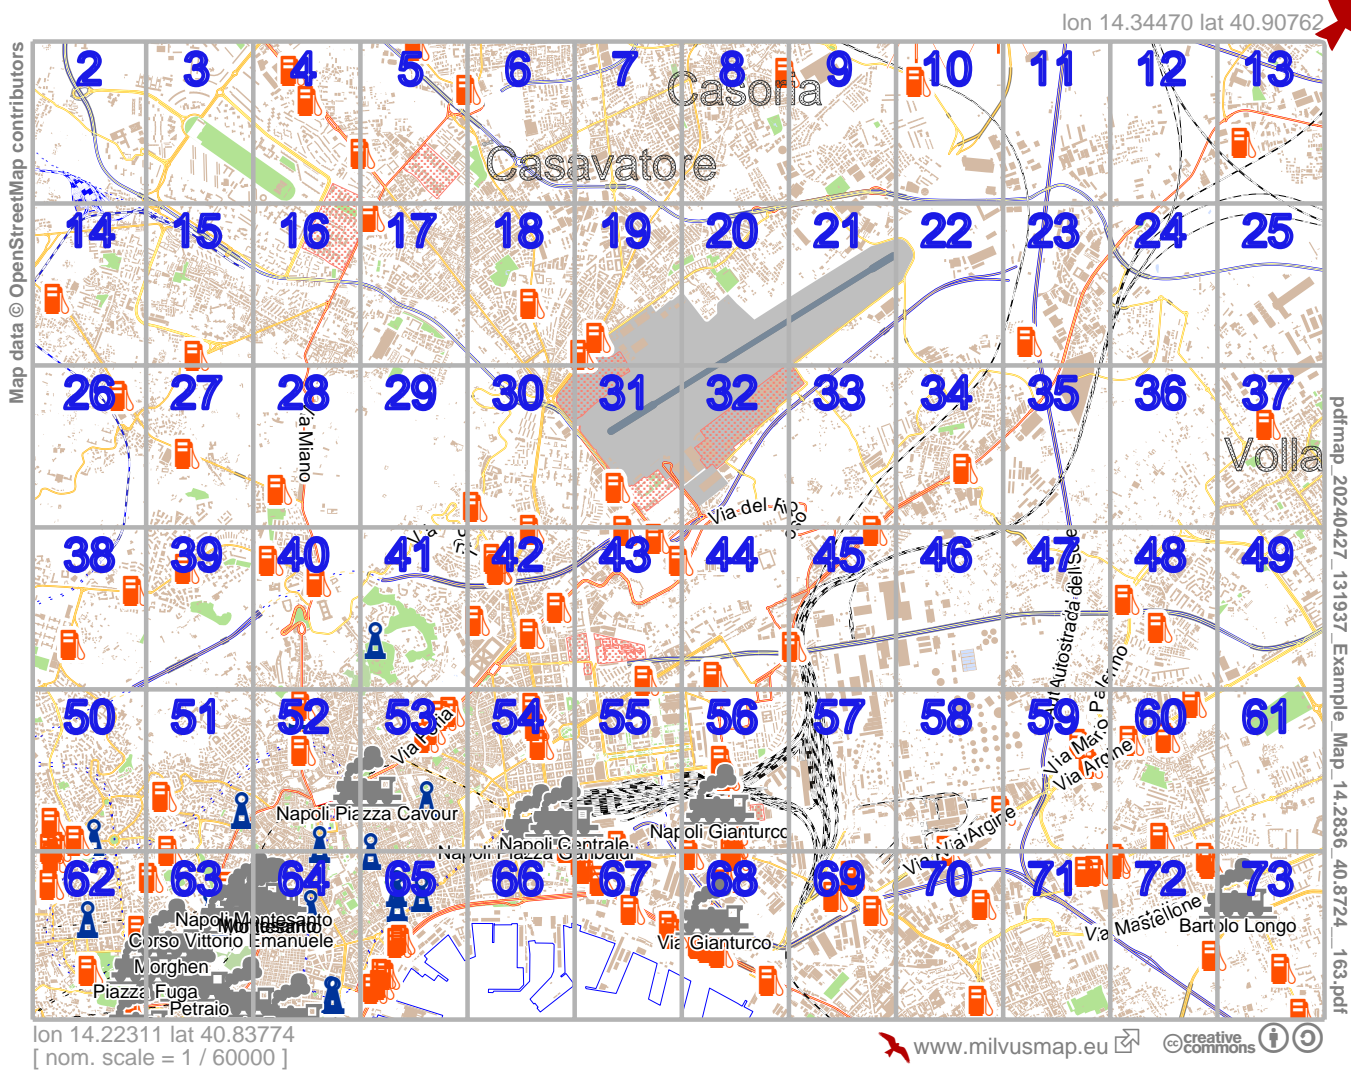 lon 14.34470 lat 40.90762
Map data © OpenStreetMap contributors
2 3 4 5 6 7 8 9 10 11 12 13
Casoria
Casavatore
14 15 16 17 18 19 20 21 22 23 24 25
26 27 28 29 30 31 32 33 34 35 36 37
Via Miano
Volla
Via del
38 39 40 41 42 43 44 45 46 47 48 49
Autostrada del Sole
50 51 52 53 54 55 56 57 58 59 60 61
Via Foria
Via Argine
Napoli Piazza Cavour
Napoli Gianturco
Via Argine
Napoli Centrale
Napoli Piazza Garibaldi
62 63 64 65 66 67 68 69 70 71 72 73
Napoli Montesanto
Montesanto
Corso Vittorio Emanuele
Via Gianturco
Via Mastellone
Bartolo Longo
Morghen
Piazza Fuga
Petraio
pdfmap_20240427_131937_Example_Map_14.2836_40.8724__163.pdf
lon 14.22311 lat 40.83774
[ nom. scale = 1 / 60000 ]
www.milvusmap.eu
cc creative commons